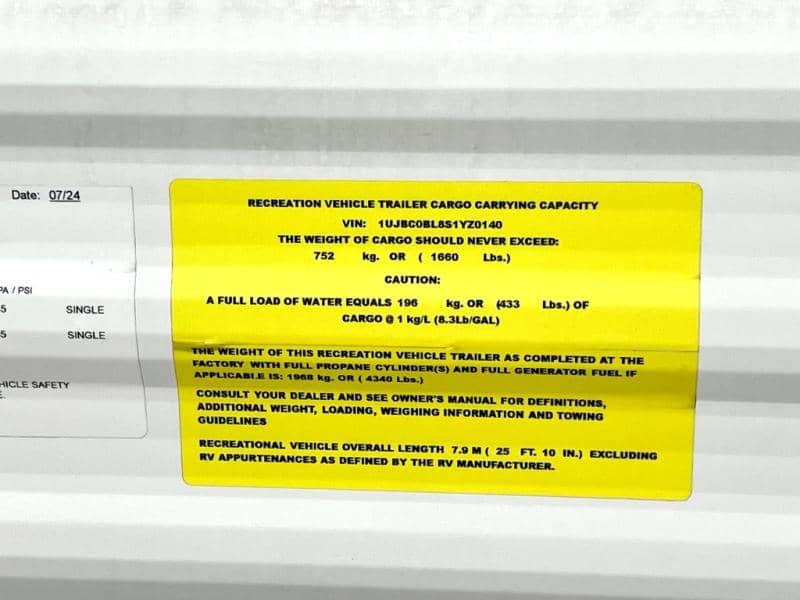 Date: 07/24
PA / PSI
5 SINGLE
5 SINGLE
HICLE SAFETY
E.
RECREATION VEHICLE TRAILER CARGO CARRYING CAPACITY
VIN: 1UJBC0BL8S1YZ0140
THE WEIGHT OF CARGO SHOULD NEVER EXCEED:
752 kg. OR ( 1660 Lbs.)
CAUTION:
A FULL LOAD OF WATER EQUALS 196 kg. OR (433 Lbs.) OF
CARGO @ 1 kg/L (8.3Lb/GAL)
THE WEIGHT OF THIS RECREATION VEHICLE TRAILER AS COMPLETED AT THE
FACTORY WITH FULL PROPANE CYLINDER(S) AND FULL GENERATOR FUEL IF
APPLICABLE IS: 1968 kg. OR ( 4340 Lbs.)
CONSULT YOUR DEALER AND SEE OWNER'S MANUAL FOR DEFINITIONS,
ADDITIONAL WEIGHT, LOADING, WEIGHING INFORMATION AND TOWING
GUIDELINES
RECREATIONAL VEHICLE OVERALL LENGTH 7.9 M ( 25 FT. 10 IN.) EXCLUDING
RV APPURTENANCES AS DEFINED BY THE RV MANUFACTURER.